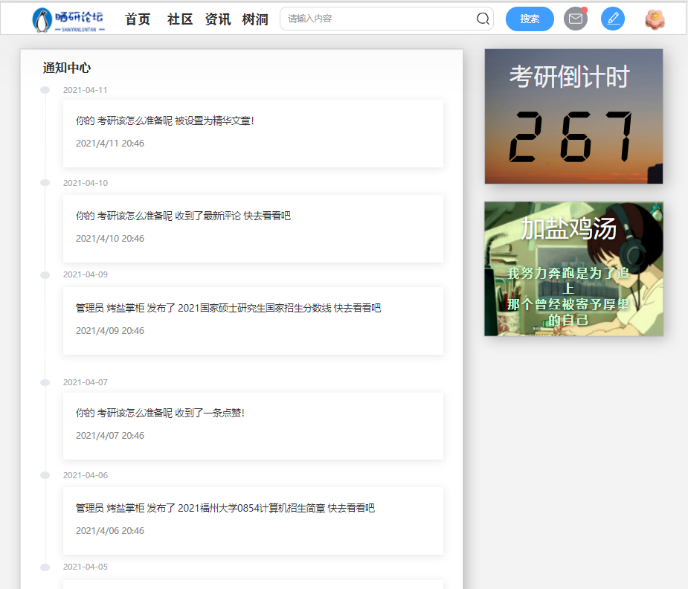 晒研论坛
SHAIYANLUNTAN
首页 社区 资讯 树洞
请输入内容
搜索
通知中心
2021-04-11
你的 考研该怎么准备呢 被设置为精华文章!
2021/4/11 20:46
2021-04-10
你的 考研该怎么准备呢 收到了最新评论 快去看看吧
2021/4/10 20:46
2021-04-09
管理员 烤盐掌柜 发布了 2021国家硕士研究生国家招生分数线 快去看看吧
2021/4/09 20:46
2021-04-07
你的 考研该怎么准备呢 收到了一条点赞!
2021/4/07 20:46
2021-04-06
管理员 烤盐掌柜 发布了 2021福州大学0854计算机招生简章 快去看看吧
2021/4/06 20:46
2021-04-05
考研倒计时
267
加盐鸡汤
我努力奔跑是为了追
上
那个曾经被寄予厚望
的自己